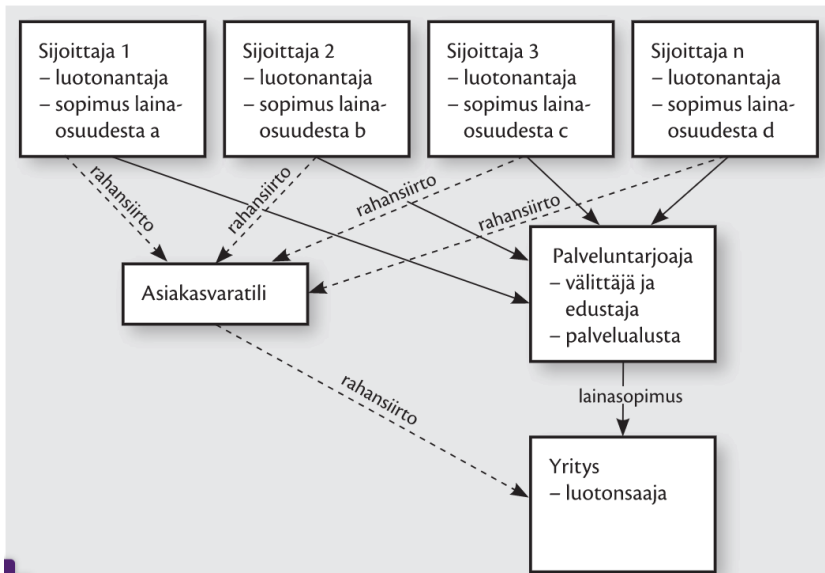 Sijoittaja 1
– luotonantaja
– sopimus laina-
osuudesta a
Sijoittaja 2
– luotonantaja
– sopimus laina-
osuudesta b
Sijoittaja 3
– luotonantaja
– sopimus laina-
osuudesta c
Sijoittaja n
– luotonantaja
– sopimus laina-
osuudesta d
rahansiirto
rahansiirto
rahansiirto
rahansiirto
Asiakasvaratili
Palveluntarjoaja
– välittäjä ja
edustaja
– palvelualusta
rahansiirto
lainasopimus
Yritys
– luotonsaaja